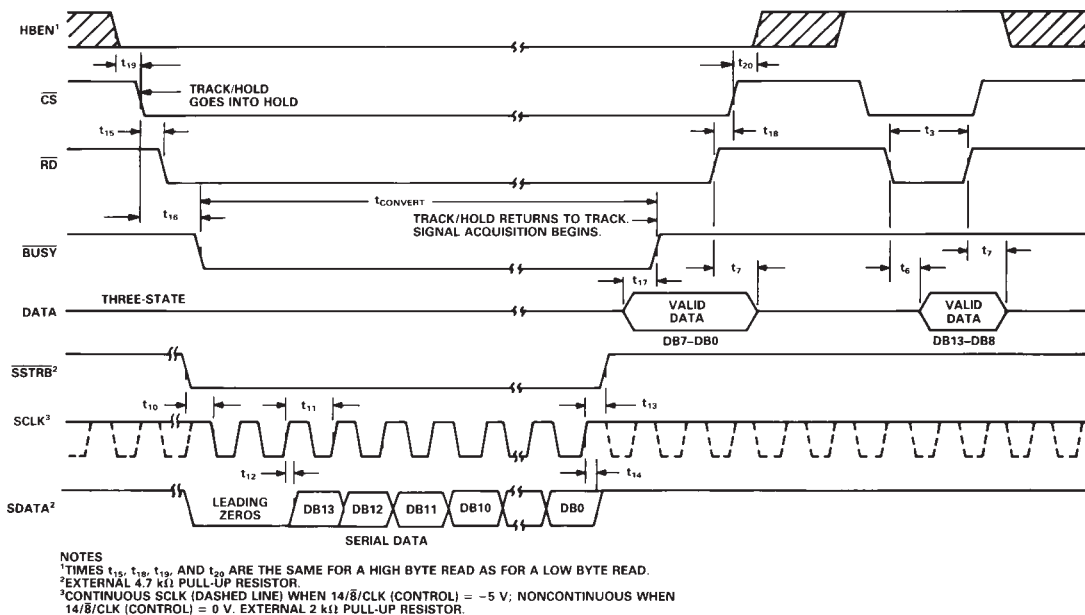 HBEN¹
t19
t20
TRACK/HOLD
GOES INTO HOLD
C̅S̅
t15
t18
t3
R̅D̅
tCONVERT
t16
TRACK/HOLD RETURNS TO TRACK.
SIGNAL ACQUISITION BEGINS.
B̅U̅S̅Y̅
t17
t7
t6
t7
THREE-STATE
DATA
VALID
DATA
VALID
DATA
DB7–DB0
DB13–DB8
S̅S̅T̅R̅B̅²
t10
t11
t13
SCLK³
t12
t14
SDATA²
LEADING
ZEROS
DB13
DB12
DB11
DB10
DB0
SERIAL DATA
NOTES
¹TIMES t15, t18, t19, AND t20 ARE THE SAME FOR A HIGH BYTE READ AS FOR A LOW BYTE READ.
²EXTERNAL 4.7 kΩ PULL-UP RESISTOR.
³CONTINUOUS SCLK (DASHED LINE) WHEN 14/8̅/CLK (CONTROL) = –5 V; NONCONTINUOUS WHEN
14/8̅/CLK (CONTROL) = 0 V. EXTERNAL 2 kΩ PULL-UP RESISTOR.